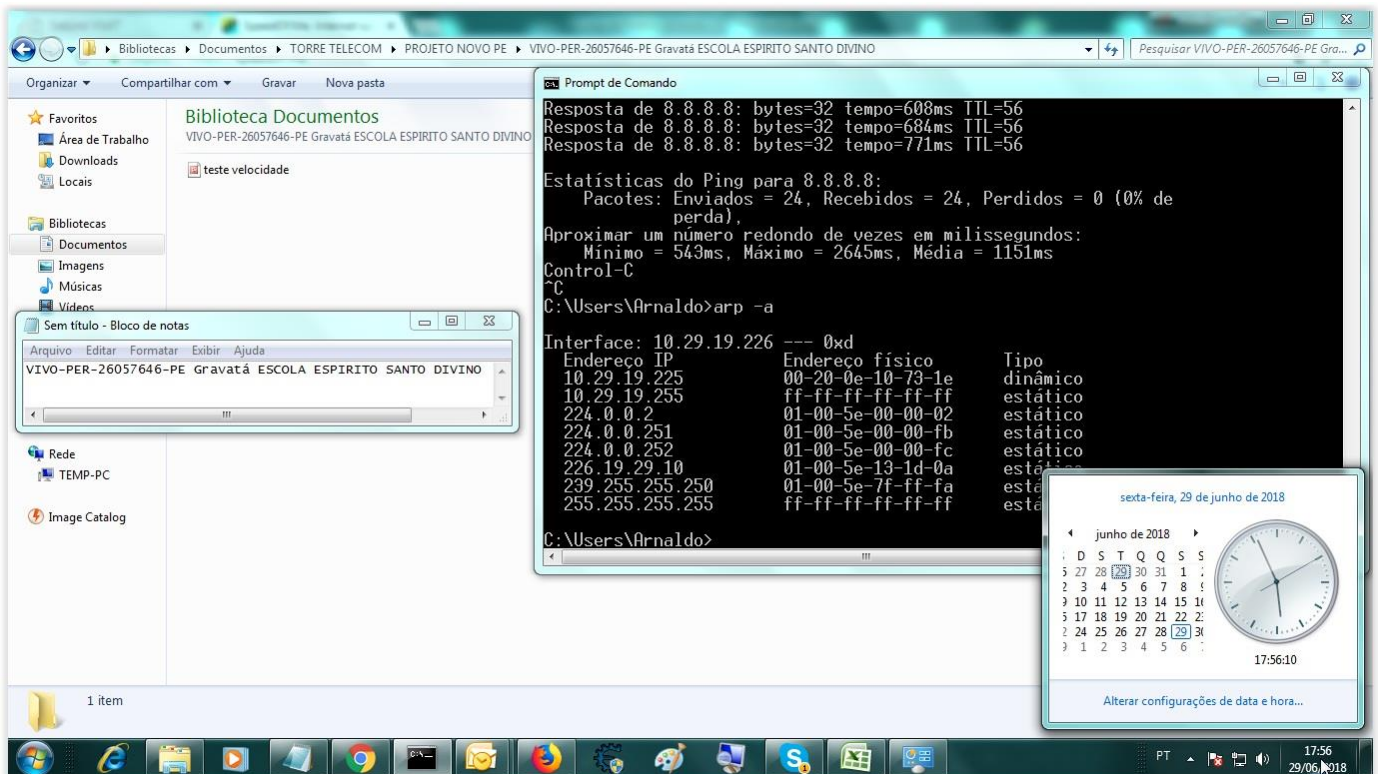 Bibliotecas ▸ Documentos ▸ TORRE TELECOM ▸ PROJETO NOVO PE ▸ VIVO-PER-26057646-PE Gravatá ESCOLA ESPIRITO SANTO DIVINO
Pesquisar VIVO-PER-26057646-PE Gra...
Organizar Compartilhar com Gravar Nova pasta
Favoritos
Área de Trabalho
Downloads
Locais
Bibliotecas
Documentos
Imagens
Músicas
Vídeos
Rede
TEMP-PC
Image Catalog
Biblioteca Documentos
VIVO-PER-26057646-PE Gravatá ESCOLA ESPIRITO SANTO DIVINO
teste velocidade
1 item
Sem título - Bloco de notas
Arquivo Editar Formatar Exibir Ajuda
VIVO-PER-26057646-PE Gravatá ESCOLA ESPIRITO SANTO DIVINO
Prompt de Comando
Resposta de 8.8.8.8: bytes=32 tempo=608ms TTL=56
Resposta de 8.8.8.8: bytes=32 tempo=684ms TTL=56
Resposta de 8.8.8.8: bytes=32 tempo=771ms TTL=56
Estatísticas do Ping para 8.8.8.8:
Pacotes: Enviados = 24, Recebidos = 24, Perdidos = 0 (0% de
perda),
Aproximar um número redondo de vezes em milissegundos:
Mínimo = 543ms, Máximo = 2645ms, Média = 1151ms
Control-C
^C
C:\Users\Arnaldo>arp -a
Interface: 10.29.19.226 --- 0xd
Endereço IP Endereço físico Tipo
10.29.19.225 00-20-0e-10-73-1e dinâmico
10.29.19.255 ff-ff-ff-ff-ff-ff estático
224.0.0.2 01-00-5e-00-00-02 estático
224.0.0.251 01-00-5e-00-00-fb estático
224.0.0.252 01-00-5e-00-00-fc estático
226.19.29.10 01-00-5e-13-1d-0a
239.255.255.250 01-00-5e-7f-ff-fa está
255.255.255.255 ff-ff-ff-ff-ff-ff está
C:\Users\Arnaldo>
sexta-feira, 29 de junho de 2018
junho de 2018
D S T Q Q S S
27 28 29 30 31 1
3 4 5 6 7 8
10 11 12 13 14 15 16
17 18 19 20 21 22
24 25 26 27 28 29 30
1 2 3 4 5 6
17:56:10
Alterar configurações de data e hora...
PT
17:56
29/06/2018